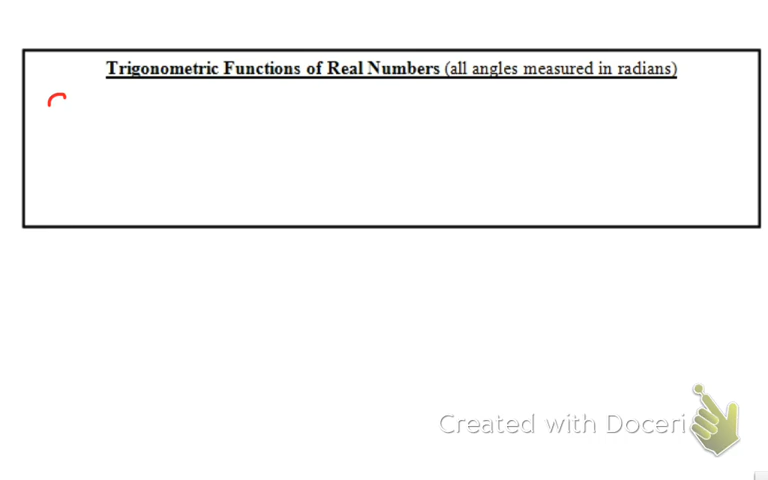 Trigonometric Functions of Real Numbers (all angles measured in radians)
Created with Doceri